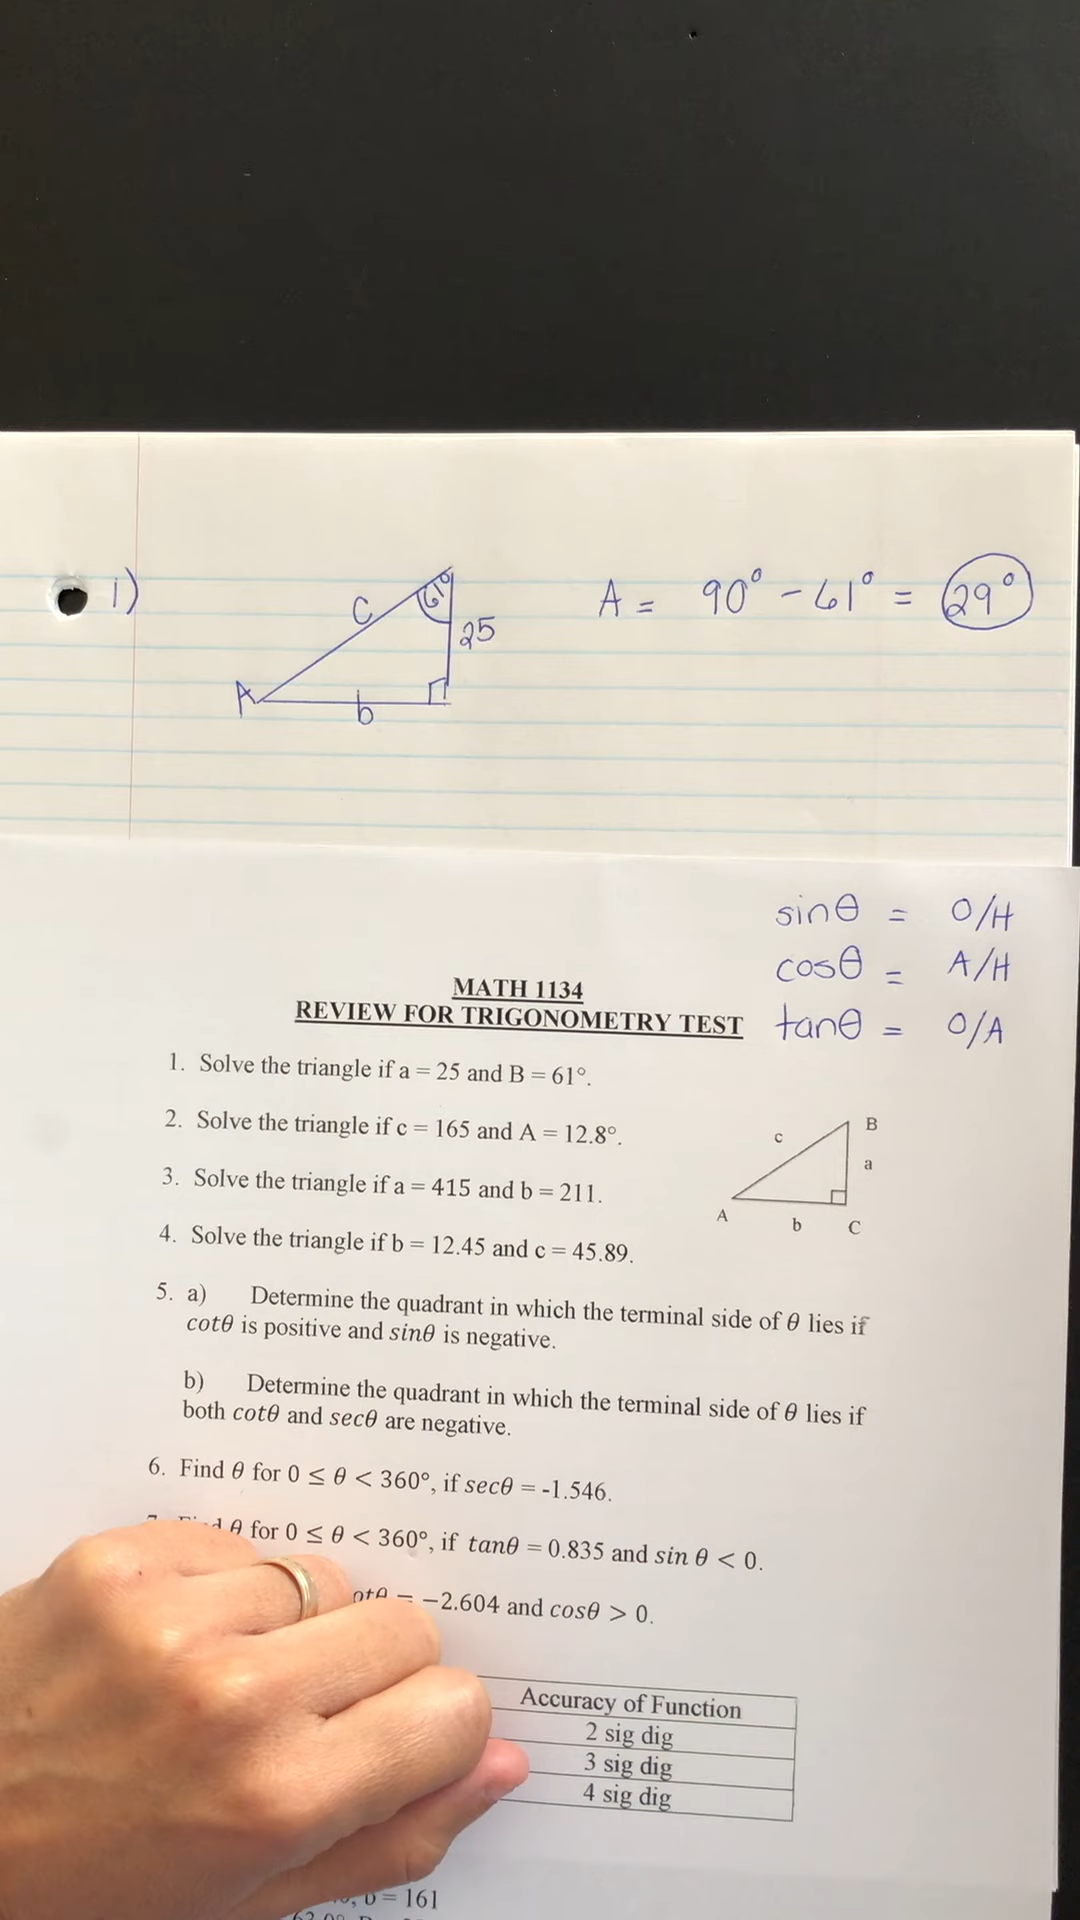 1)
A = 90° - 61° = 29°
c
61°
25
A
b
sinθ = O/H
cosθ = A/H
tanθ = O/A
MATH 1134
REVIEW FOR TRIGONOMETRY TEST
1. Solve the triangle if a = 25 and B = 61°.
2. Solve the triangle if c = 165 and A = 12.8°.
3. Solve the triangle if a = 415 and b = 211.
4. Solve the triangle if b = 12.45 and c = 45.89.
B
c
a
A
b
C
5. a) Determine the quadrant in which the terminal side of θ lies if
cotθ is positive and sinθ is negative.
b) Determine the quadrant in which the terminal side of θ lies if
both cotθ and secθ are negative.
6. Find θ for 0 ≤ θ < 360°, if secθ = -1.546.
θ for 0 ≤ θ < 360°, if tanθ = 0.835 and sin θ < 0.
= −2.604 and cosθ > 0.
Accuracy of Function
2 sig dig
3 sig dig
4 sig dig
= 161